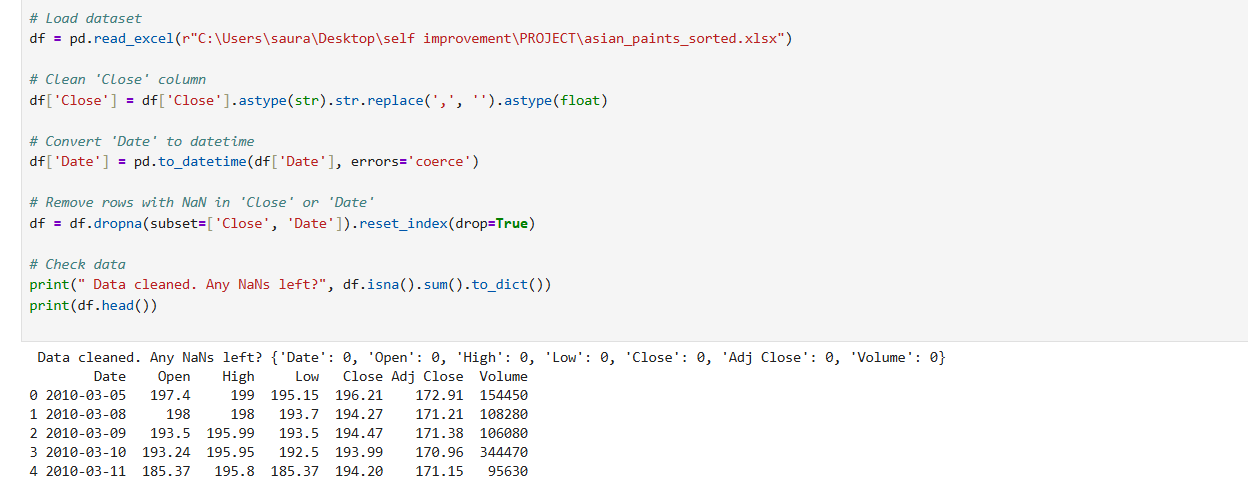 # Load dataset
df = pd.read_excel(r"C:\Users\saura\Desktop\self improvement\PROJECT\asian_paints_sorted.xlsx")
# Clean 'Close' column
df['Close'] = df['Close'].astype(str).str.replace(',', '').astype(float)
# Convert 'Date' to datetime
df['Date'] = pd.to_datetime(df['Date'], errors='coerce')
# Remove rows with NaN in 'Close' or 'Date'
df = df.dropna(subset=['Close', 'Date']).reset_index(drop=True)
# Check data
print(" Data cleaned. Any NaNs left?", df.isna().sum().to_dict())
print(df.head())
Data cleaned. Any NaNs left? {'Date': 0, 'Open': 0, 'High': 0, 'Low': 0, 'Close': 0, 'Adj Close': 0, 'Volume': 0}
Date Open High Low Close Adj Close Volume
0 2010-03-05 197.4 199 195.15 196.21 172.91 154450
1 2010-03-08 198 198 193.7 194.27 171.21 108280
2 2010-03-09 193.5 195.99 193.5 194.47 171.38 106080
3 2010-03-10 193.24 195.95 192.5 193.99 170.96 344470
4 2010-03-11 185.37 195.8 185.37 194.20 171.15 95630